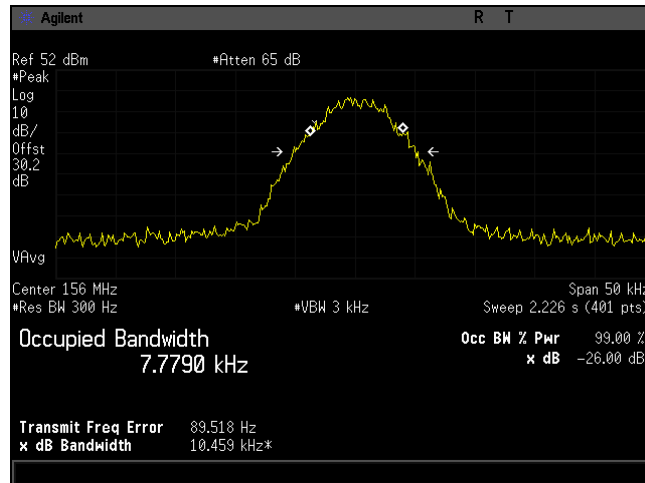 Agilent R T
Ref 52 dBm #Atten 65 dB
#Peak
Log
10
dB/
Offst
30.2
dB
VAvg
Center 156 MHz Span 50 kHz
#Res BW 300 Hz #VBW 3 kHz Sweep 2.226 s (401 pts)
Occupied Bandwidth Occ BW % Pwr 99.00 %
7.7790 kHz x dB -26.00 dB
Transmit Freq Error 89.518 Hz
x dB Bandwidth 10.459 kHz*